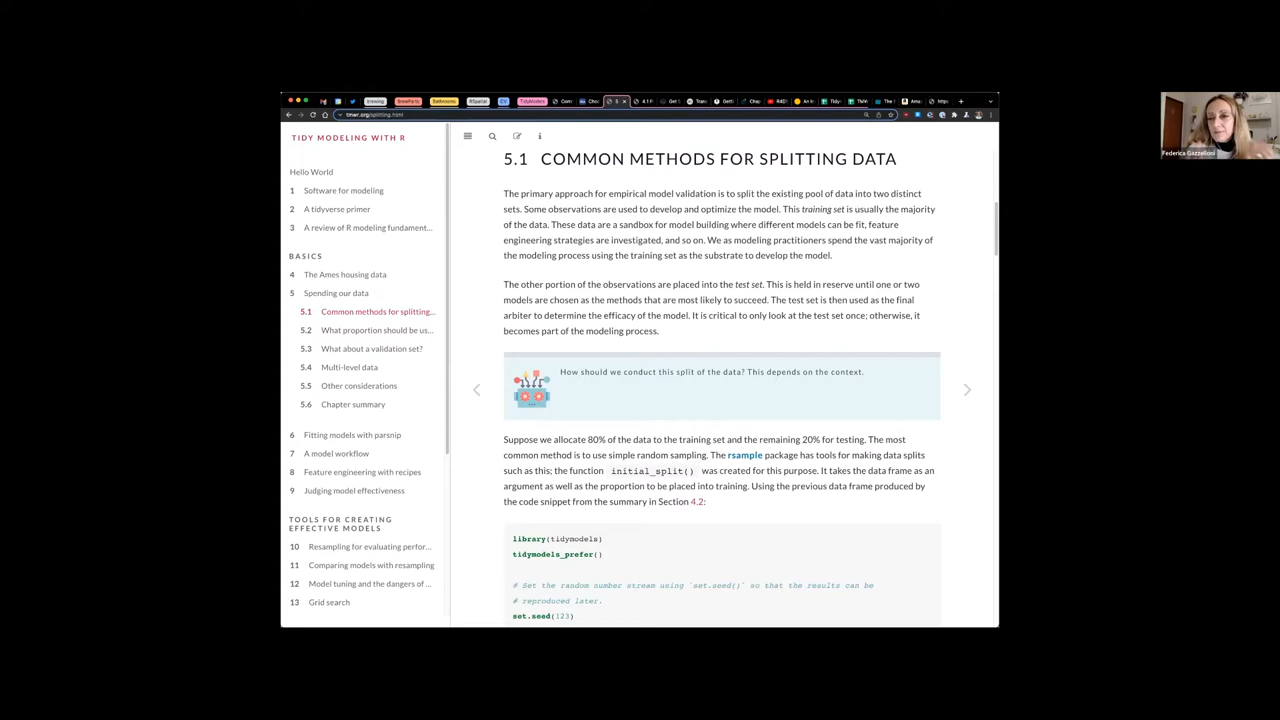 brewing
BrewParts
Bathrooms
RSpatial
CV
TidyModels
tmwr.org/splitting.html
TIDY MODELING WITH R
Hello World
1 Software for modeling
2 A tidyverse primer
3 A review of R modeling fundament...
BASICS
4 The Ames housing data
5 Spending our data
5.1 Common methods for splitting...
5.2 What proportion should be us...
5.3 What about a validation set?
5.4 Multi-level data
5.5 Other considerations
5.6 Chapter summary
6 Fitting models with parsnip
7 A model workflow
8 Feature engineering with recipes
9 Judging model effectiveness
TOOLS FOR CREATING
EFFECTIVE MODELS
10 Resampling for evaluating perfor...
11 Comparing models with resampling
12 Model tuning and the dangers of ...
13 Grid search
5.1 COMMON METHODS FOR SPLITTING DATA
The primary approach for empirical model validation is to split the existing pool of data into two distinct
sets. Some observations are used to develop and optimize the model. This training set is usually the majority
of the data. These data are a sandbox for model building where different models can be fit, feature
engineering strategies are investigated, and so on. We as modeling practitioners spend the vast majority of
the modeling process using the training set as the substrate to develop the model.
The other portion of the observations are placed into the test set. This is held in reserve until one or two
models are chosen as the methods that are most likely to succeed. The test set is then used as the final
arbiter to determine the efficacy of the model. It is critical to only look at the test set once; otherwise, it
becomes part of the modeling process.
How should we conduct this split of the data? This depends on the context.
Suppose we allocate 80% of the data to the training set and the remaining 20% for testing. The most
common method is to use simple random sampling. The rsample package has tools for making data splits
such as this; the function initial_split() was created for this purpose. It takes the data frame as an
argument as well as the proportion to be placed into training. Using the previous data frame produced by
the code snippet from the summary in Section 4.2:
library(tidymodels)
tidymodels_prefer()
# Set the random number stream using `set.seed()` so that the results can be
# reproduced later.
set.seed(123)
Federica Gazzelloni